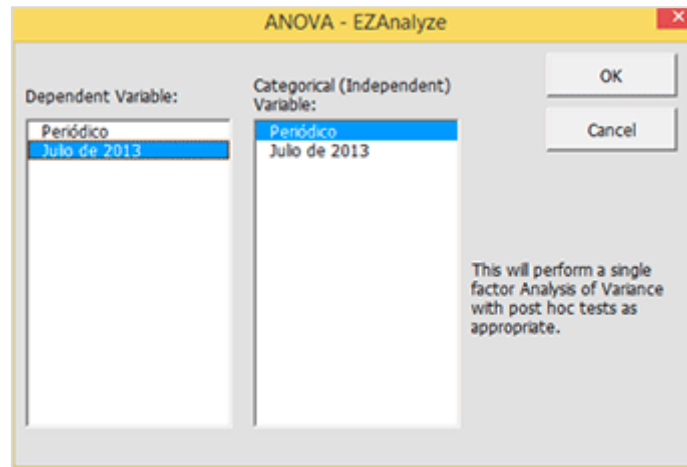 ANOVA - EZAnalyze
Dependent Variable:
Periódico
Julio de 2013
Categorical (Independent)
Variable:
Periódico
Julio de 2013
OK
Cancel
This will perform a single
factor Analysis of Variance
with post hoc tests as
appropriate.